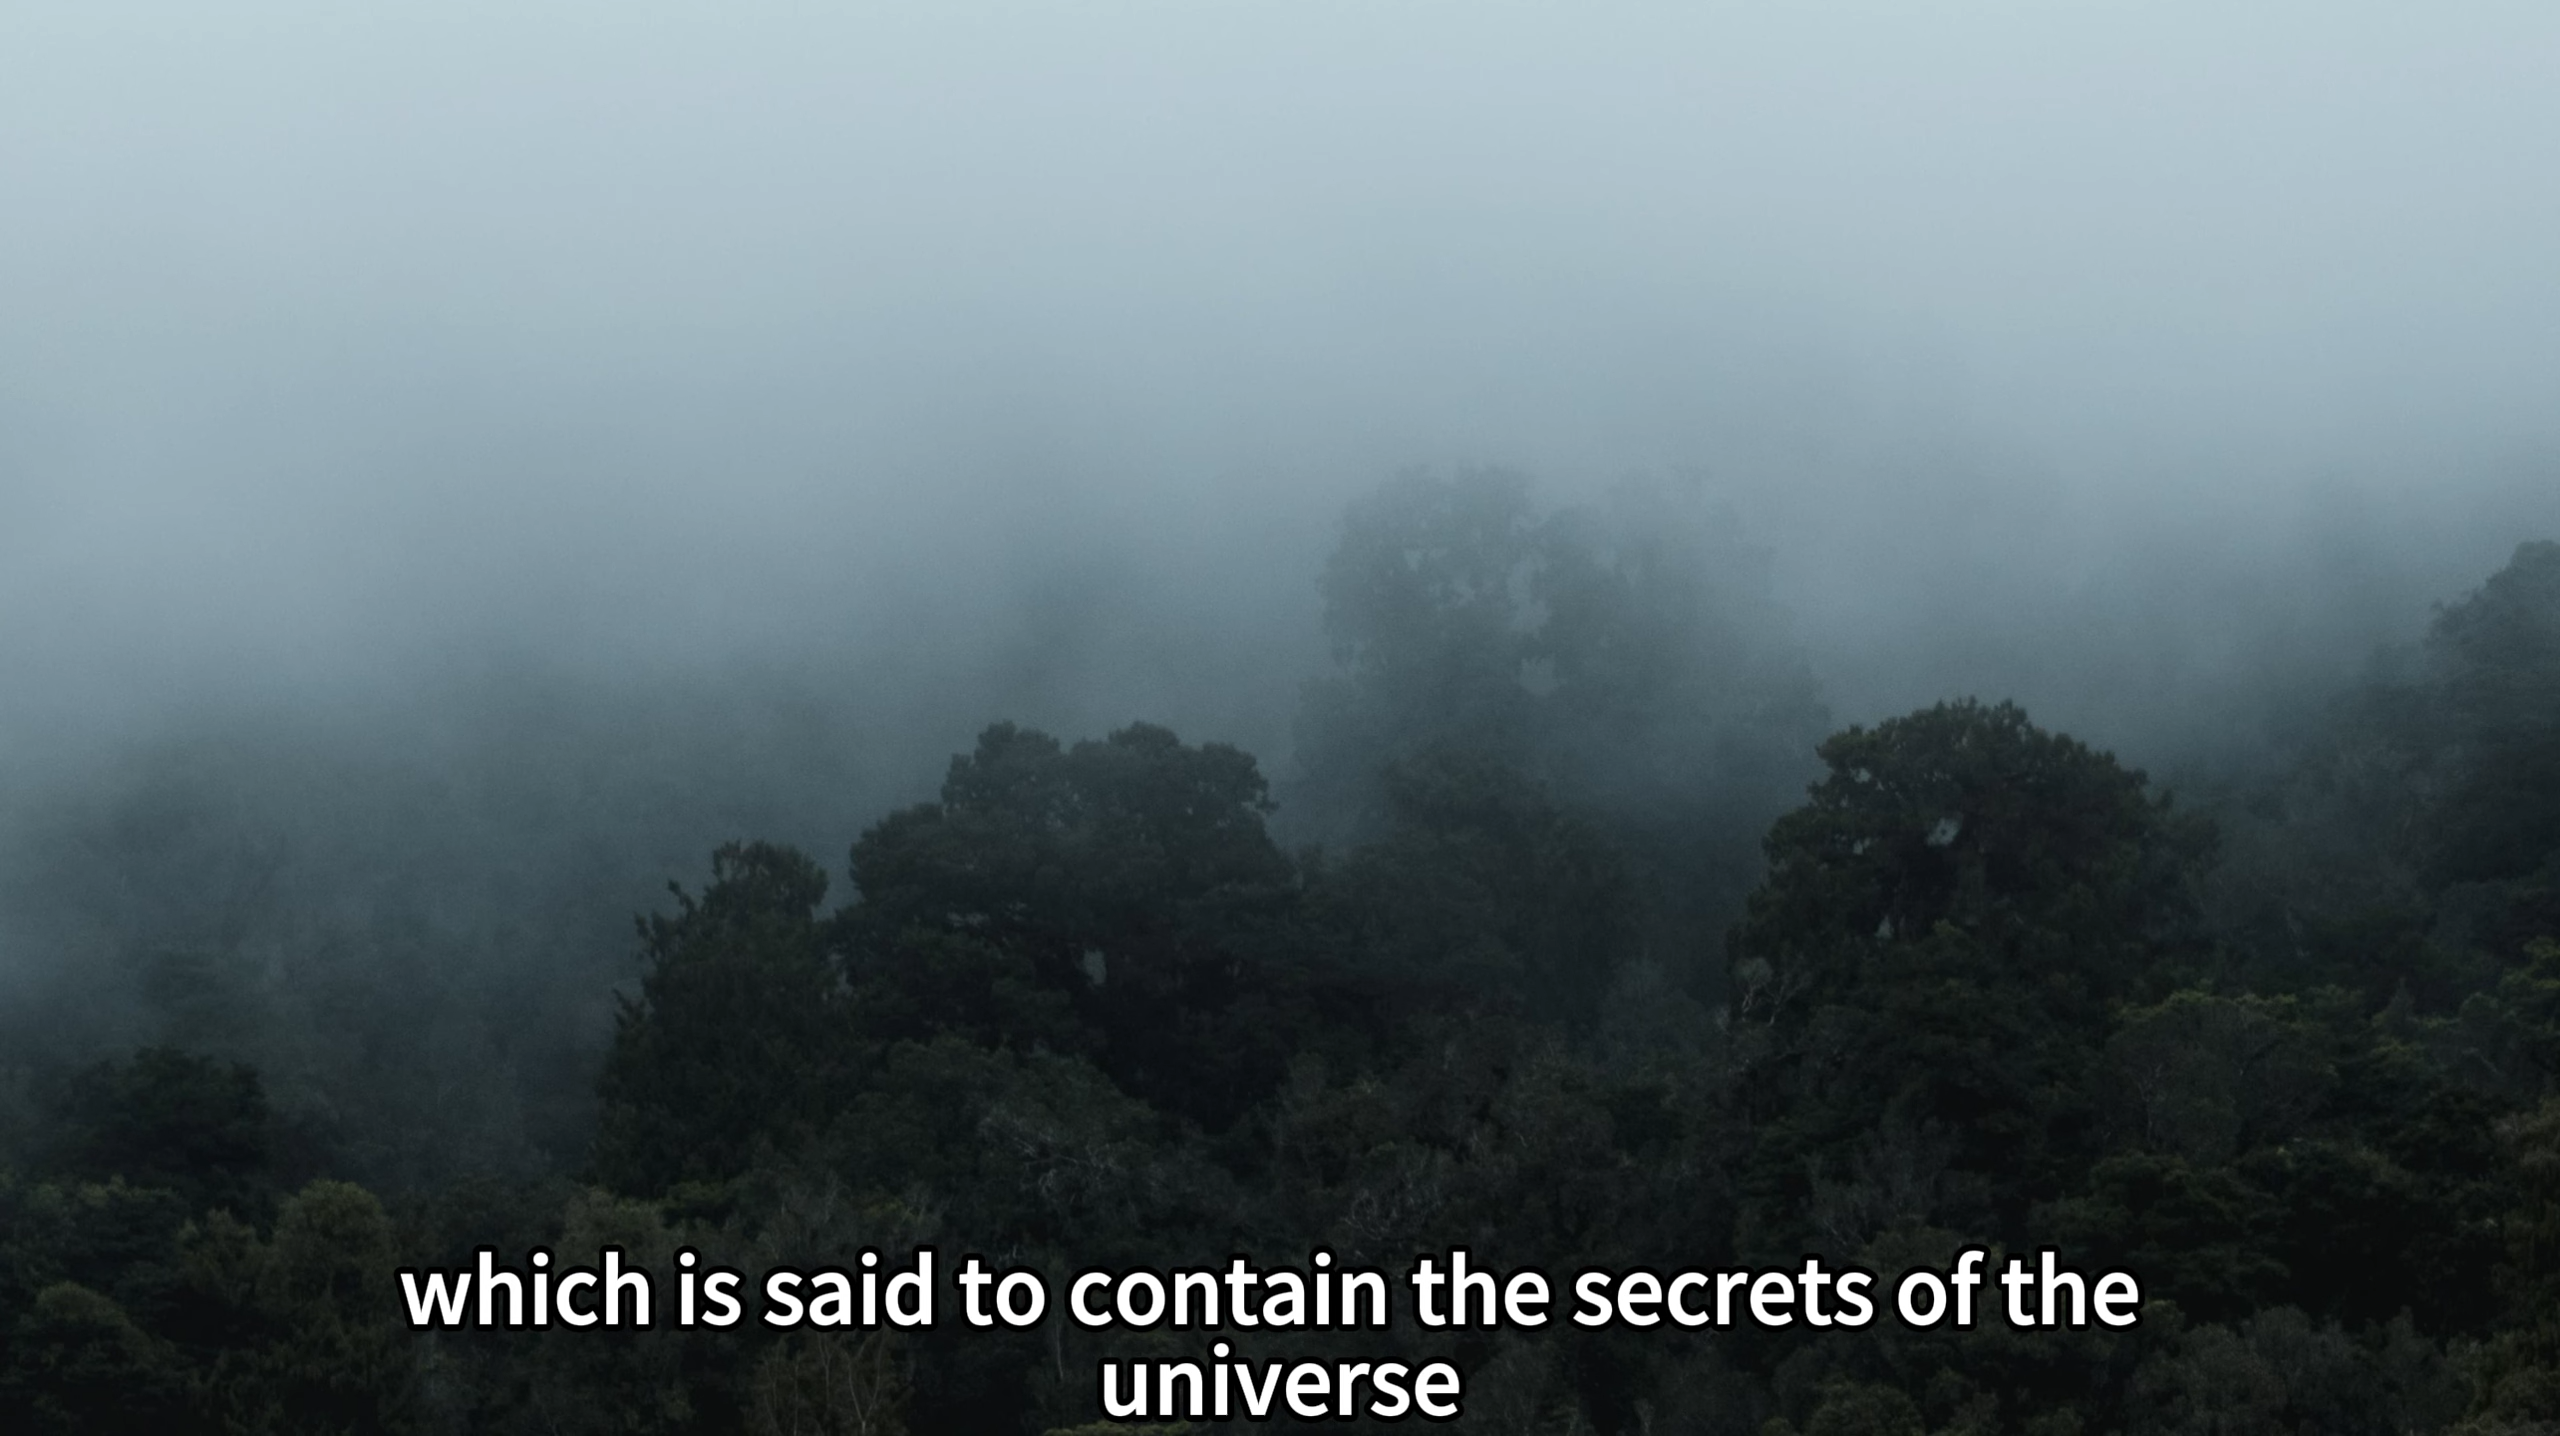 which is said to contain the secrets of the
universe